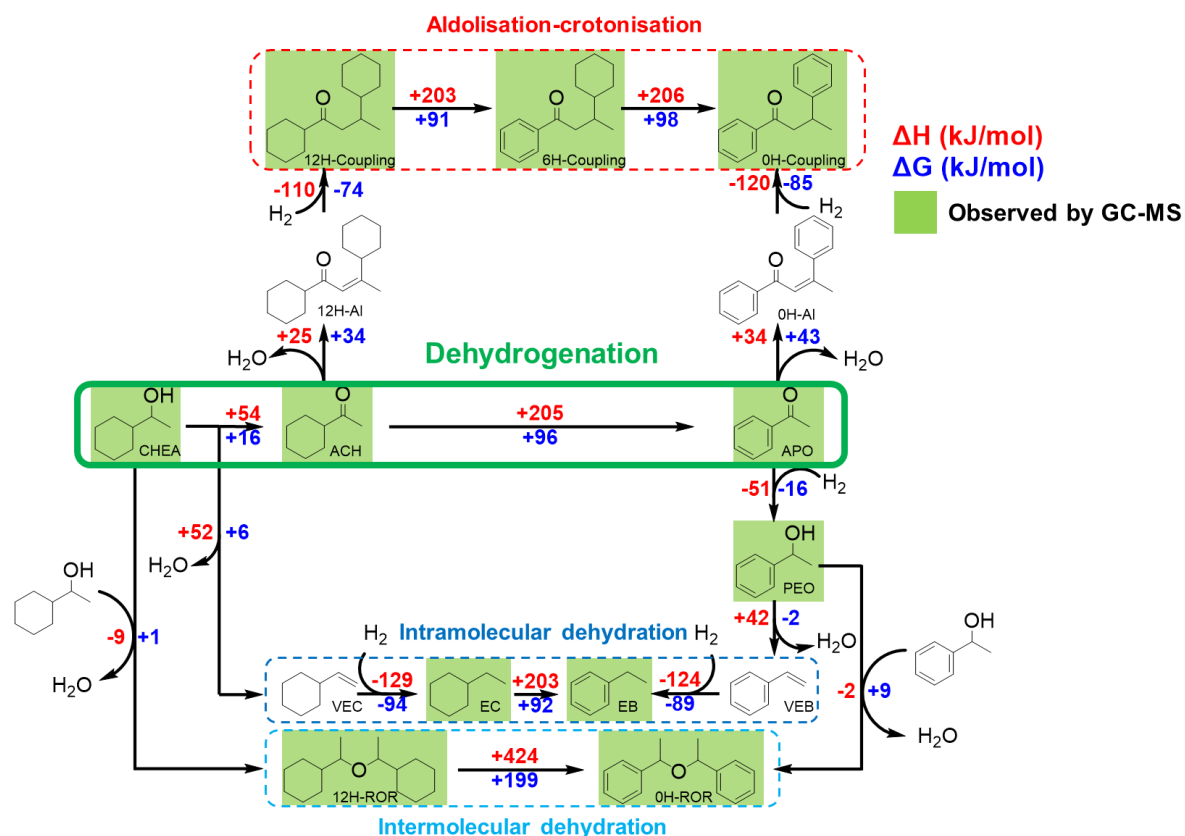 Aldolisation-crotonisation
O
O
O
+203
+91
+206
+98
12H-Coupling
6H-Coupling
0H-Coupling
ΔH (kJ/mol)
ΔG (kJ/mol)
Observed by GC-MS
-110
-74
H2
-120
-85
H2
O
12H-Al
O
0H-Al
+25
+34
H2O
+34
+43
H2O
Dehydrogenation
OH
CHEA
+54
+16
O
ACH
+205
+96
O
APO
-51
-16
H2
+52
+6
H2O
OH
PEO
OH
-9
+1
H2O
+42
-2
H2O
OH
-2
+9
H2O
Intramolecular dehydration
H2
H2
VEC
-129
-94
EC
+203
+92
EB
-124
-89
VEB
O
12H-ROR
+424
+199
O
0H-ROR
Intermolecular dehydration